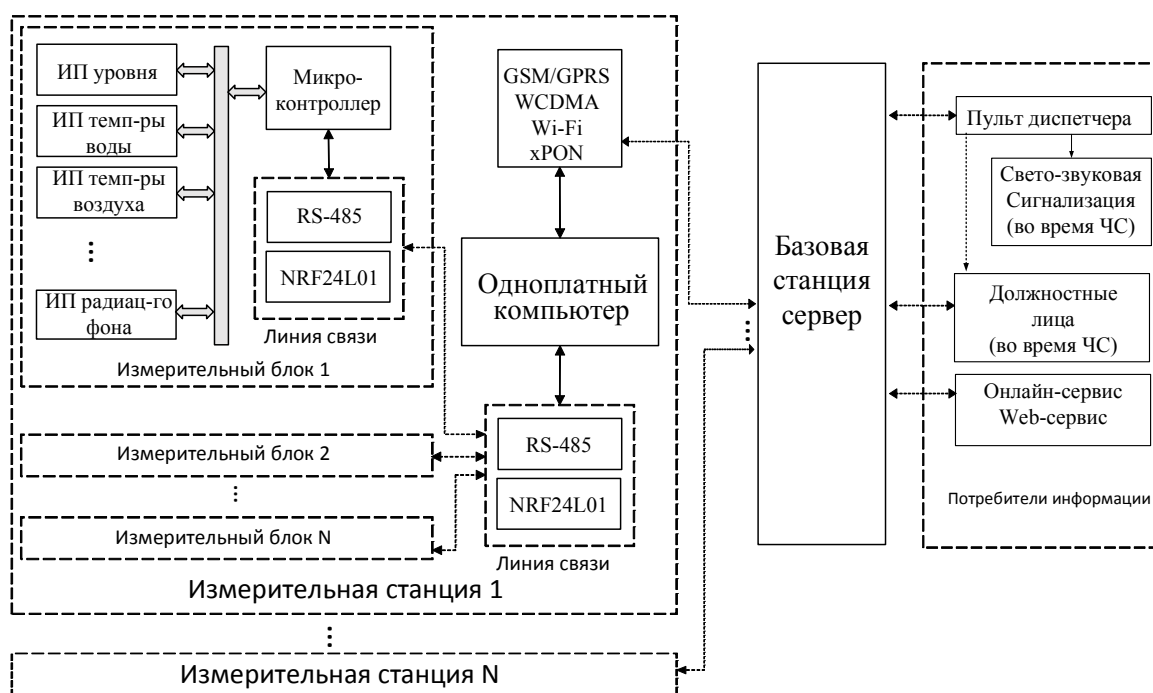 ИП уровня
ИП темп-ры
воды
ИП темп-ры
воздуха
ИП радиац-го
фона
Микро-
контроллер
RS-485
NRF24L01
Линия связи
Измерительный блок 1
GSM/GPRS
WCDMA
Wi-Fi
xPON
Одноплатный
компьютер
RS-485
NRF24L01
Линия связи
Измерительный блок 2
Измерительный блок N
Измерительная станция 1
Измерительная станция N
Базовая
станция
сервер
Пульт диспетчера
Свето-звуковая
Сигнализация
(во время ЧС)
Должностные
лица
(во время ЧС)
Онлайн-сервис
Web-сервис
Потребители информации